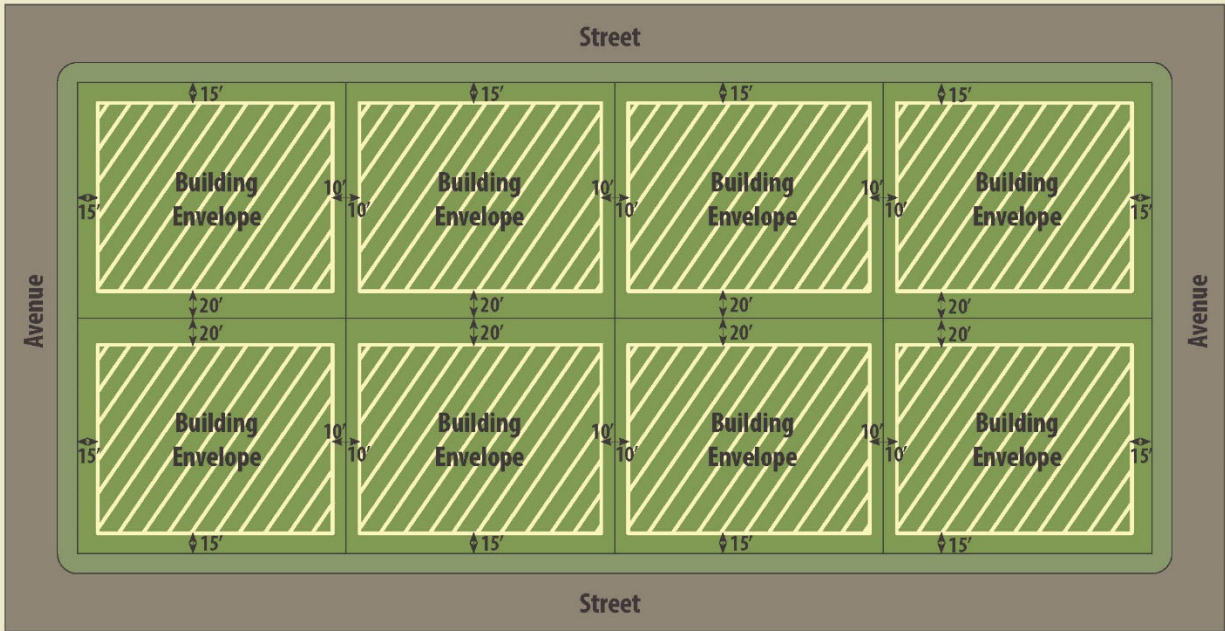 Street
15′ 15′ 15′ 15′
Building Building Building Building
10′ 10′ 10′
Envelope Envelope Envelope Envelope
15′ 10′ 10′ 10′ 15′
20′ 20′ 20′ 20′
Avenue
Avenue
20′ 20′ 20′ 20′
Building Building Building Building
10′ 10′ 10′
Envelope Envelope Envelope Envelope
15′ 10′ 10′ 10′ 15′
15′ 15′ 15′ 15′
Street